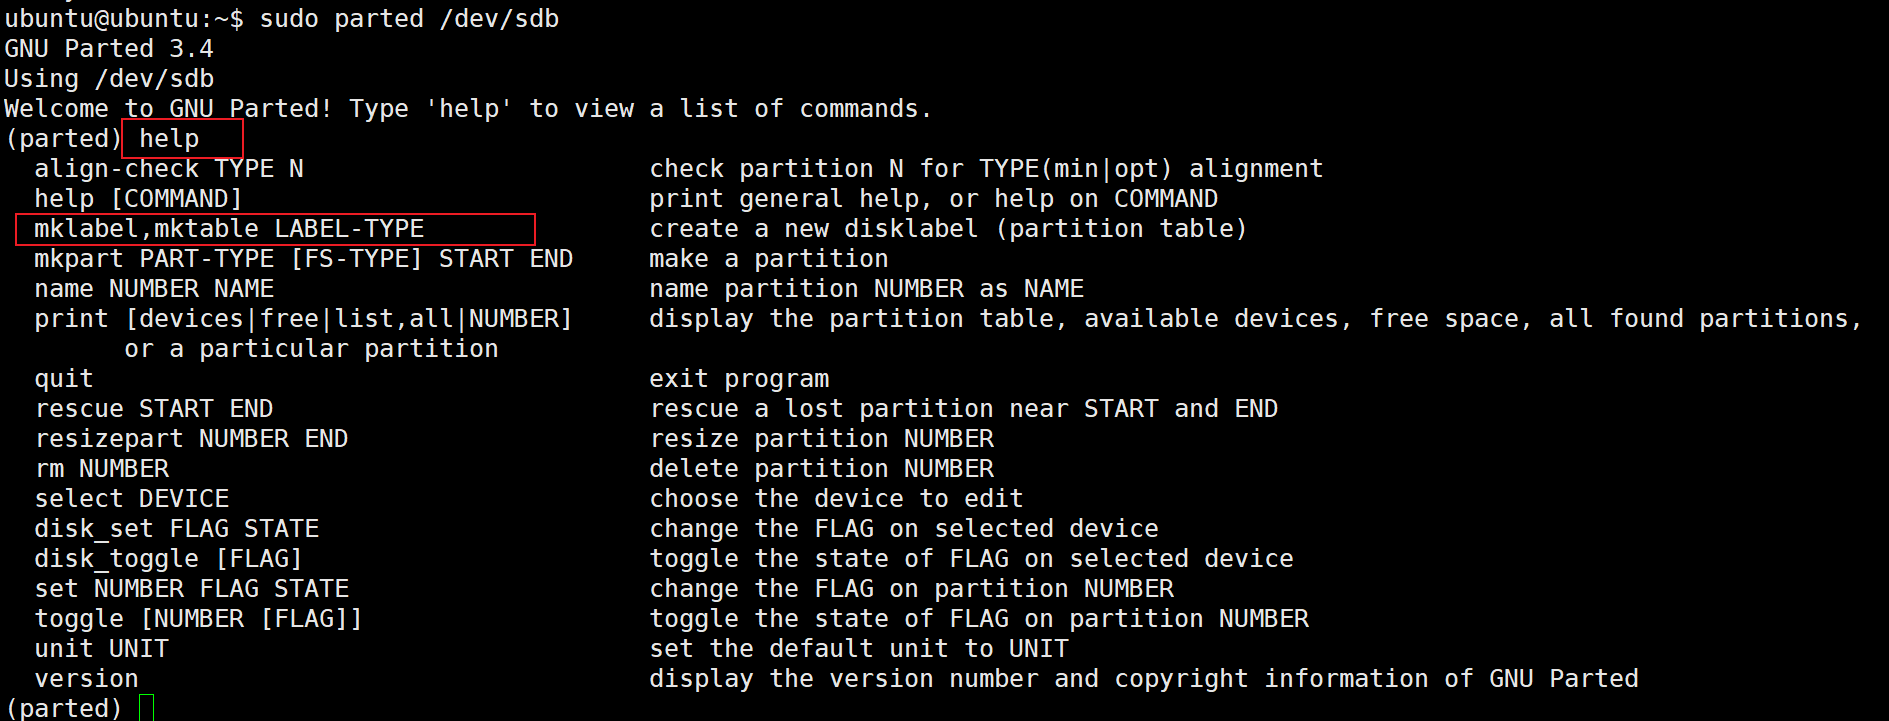 ubuntu@ubuntu:~$ sudo parted /dev/sdb
GNU Parted 3.4
Using /dev/sdb
Welcome to GNU Parted! Type 'help' to view a list of commands.
(parted) help
  align-check TYPE N                       check partition N for TYPE(min|opt) alignment
  help [COMMAND]                           print general help, or help on COMMAND
  mklabel,mktable LABEL-TYPE               create a new disklabel (partition table)
  mkpart PART-TYPE [FS-TYPE] START END     make a partition
  name NUMBER NAME                         name partition NUMBER as NAME
  print [devices|free|list,all|NUMBER]     display the partition table, available devices, free space, all found partitions,
        or a particular partition
  quit                                     exit program
  rescue START END                         rescue a lost partition near START and END
  resizepart NUMBER END                    resize partition NUMBER
  rm NUMBER                                delete partition NUMBER
  select DEVICE                            choose the device to edit
  disk_set FLAG STATE                      change the FLAG on selected device
  disk_toggle [FLAG]                       toggle the state of FLAG on selected device
  set NUMBER FLAG STATE                    change the FLAG on partition NUMBER
  toggle [NUMBER [FLAG]]                   toggle the state of FLAG on partition NUMBER
  unit UNIT                                set the default unit to UNIT
  version                                  display the version number and copyright information of GNU Parted
(parted)